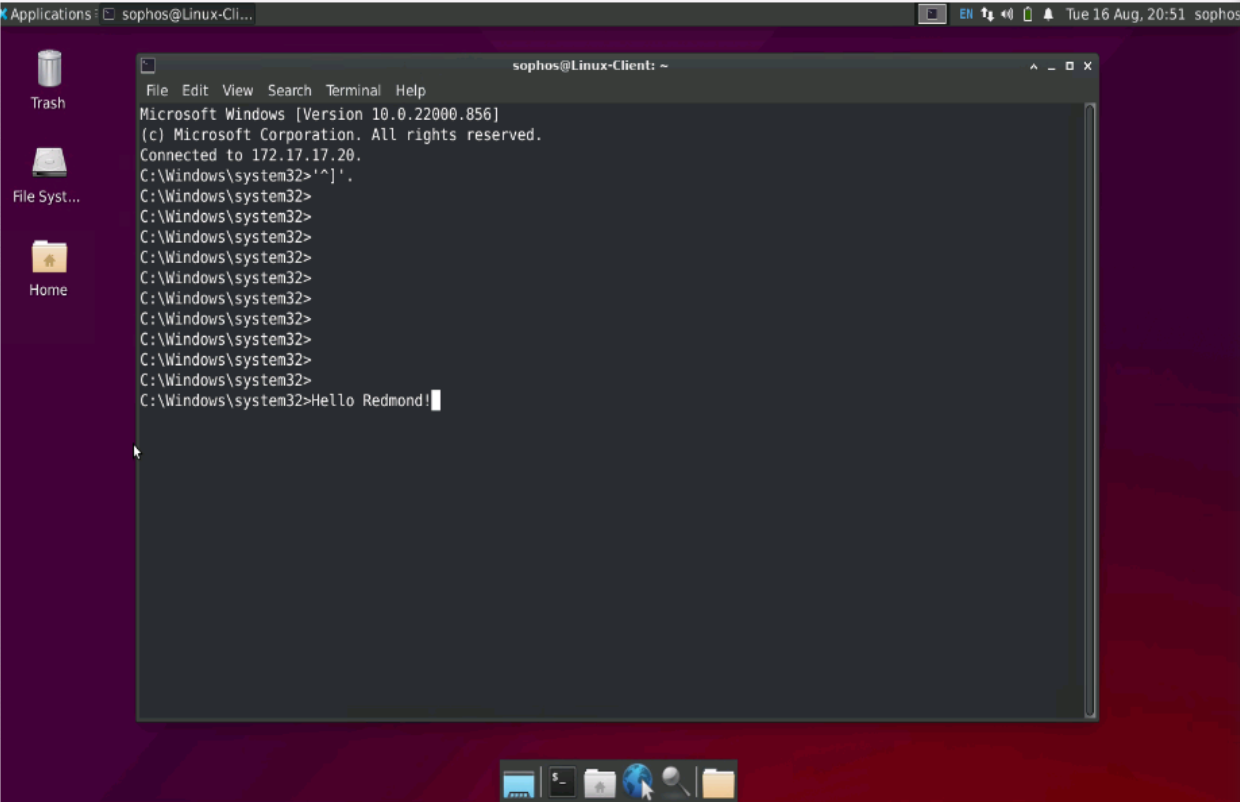 Applications
sophos@Linux-Cli...
EN
Tue 16 Aug, 20:51 sophos
Trash
File Syst...
Home
sophos@Linux-Client: ~
File Edit View Search Terminal Help
Microsoft Windows [Version 10.0.22000.856]
(c) Microsoft Corporation. All rights reserved.
Connected to 172.17.17.20.
C:\Windows\system32>'^]'.
C:\Windows\system32>
C:\Windows\system32>
C:\Windows\system32>
C:\Windows\system32>
C:\Windows\system32>
C:\Windows\system32>
C:\Windows\system32>
C:\Windows\system32>
C:\Windows\system32>
C:\Windows\system32>
C:\Windows\system32>Hello Redmond!
$_